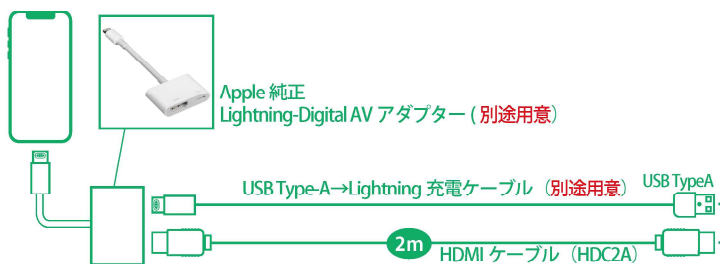 Apple 純正
Lightning-Digital AV アダプター ( 別途用意）
USB Type-A→Lightning 充電ケーブル（別途用意）
USB TypeA
2m
HDMI ケーブル（HDC2A）